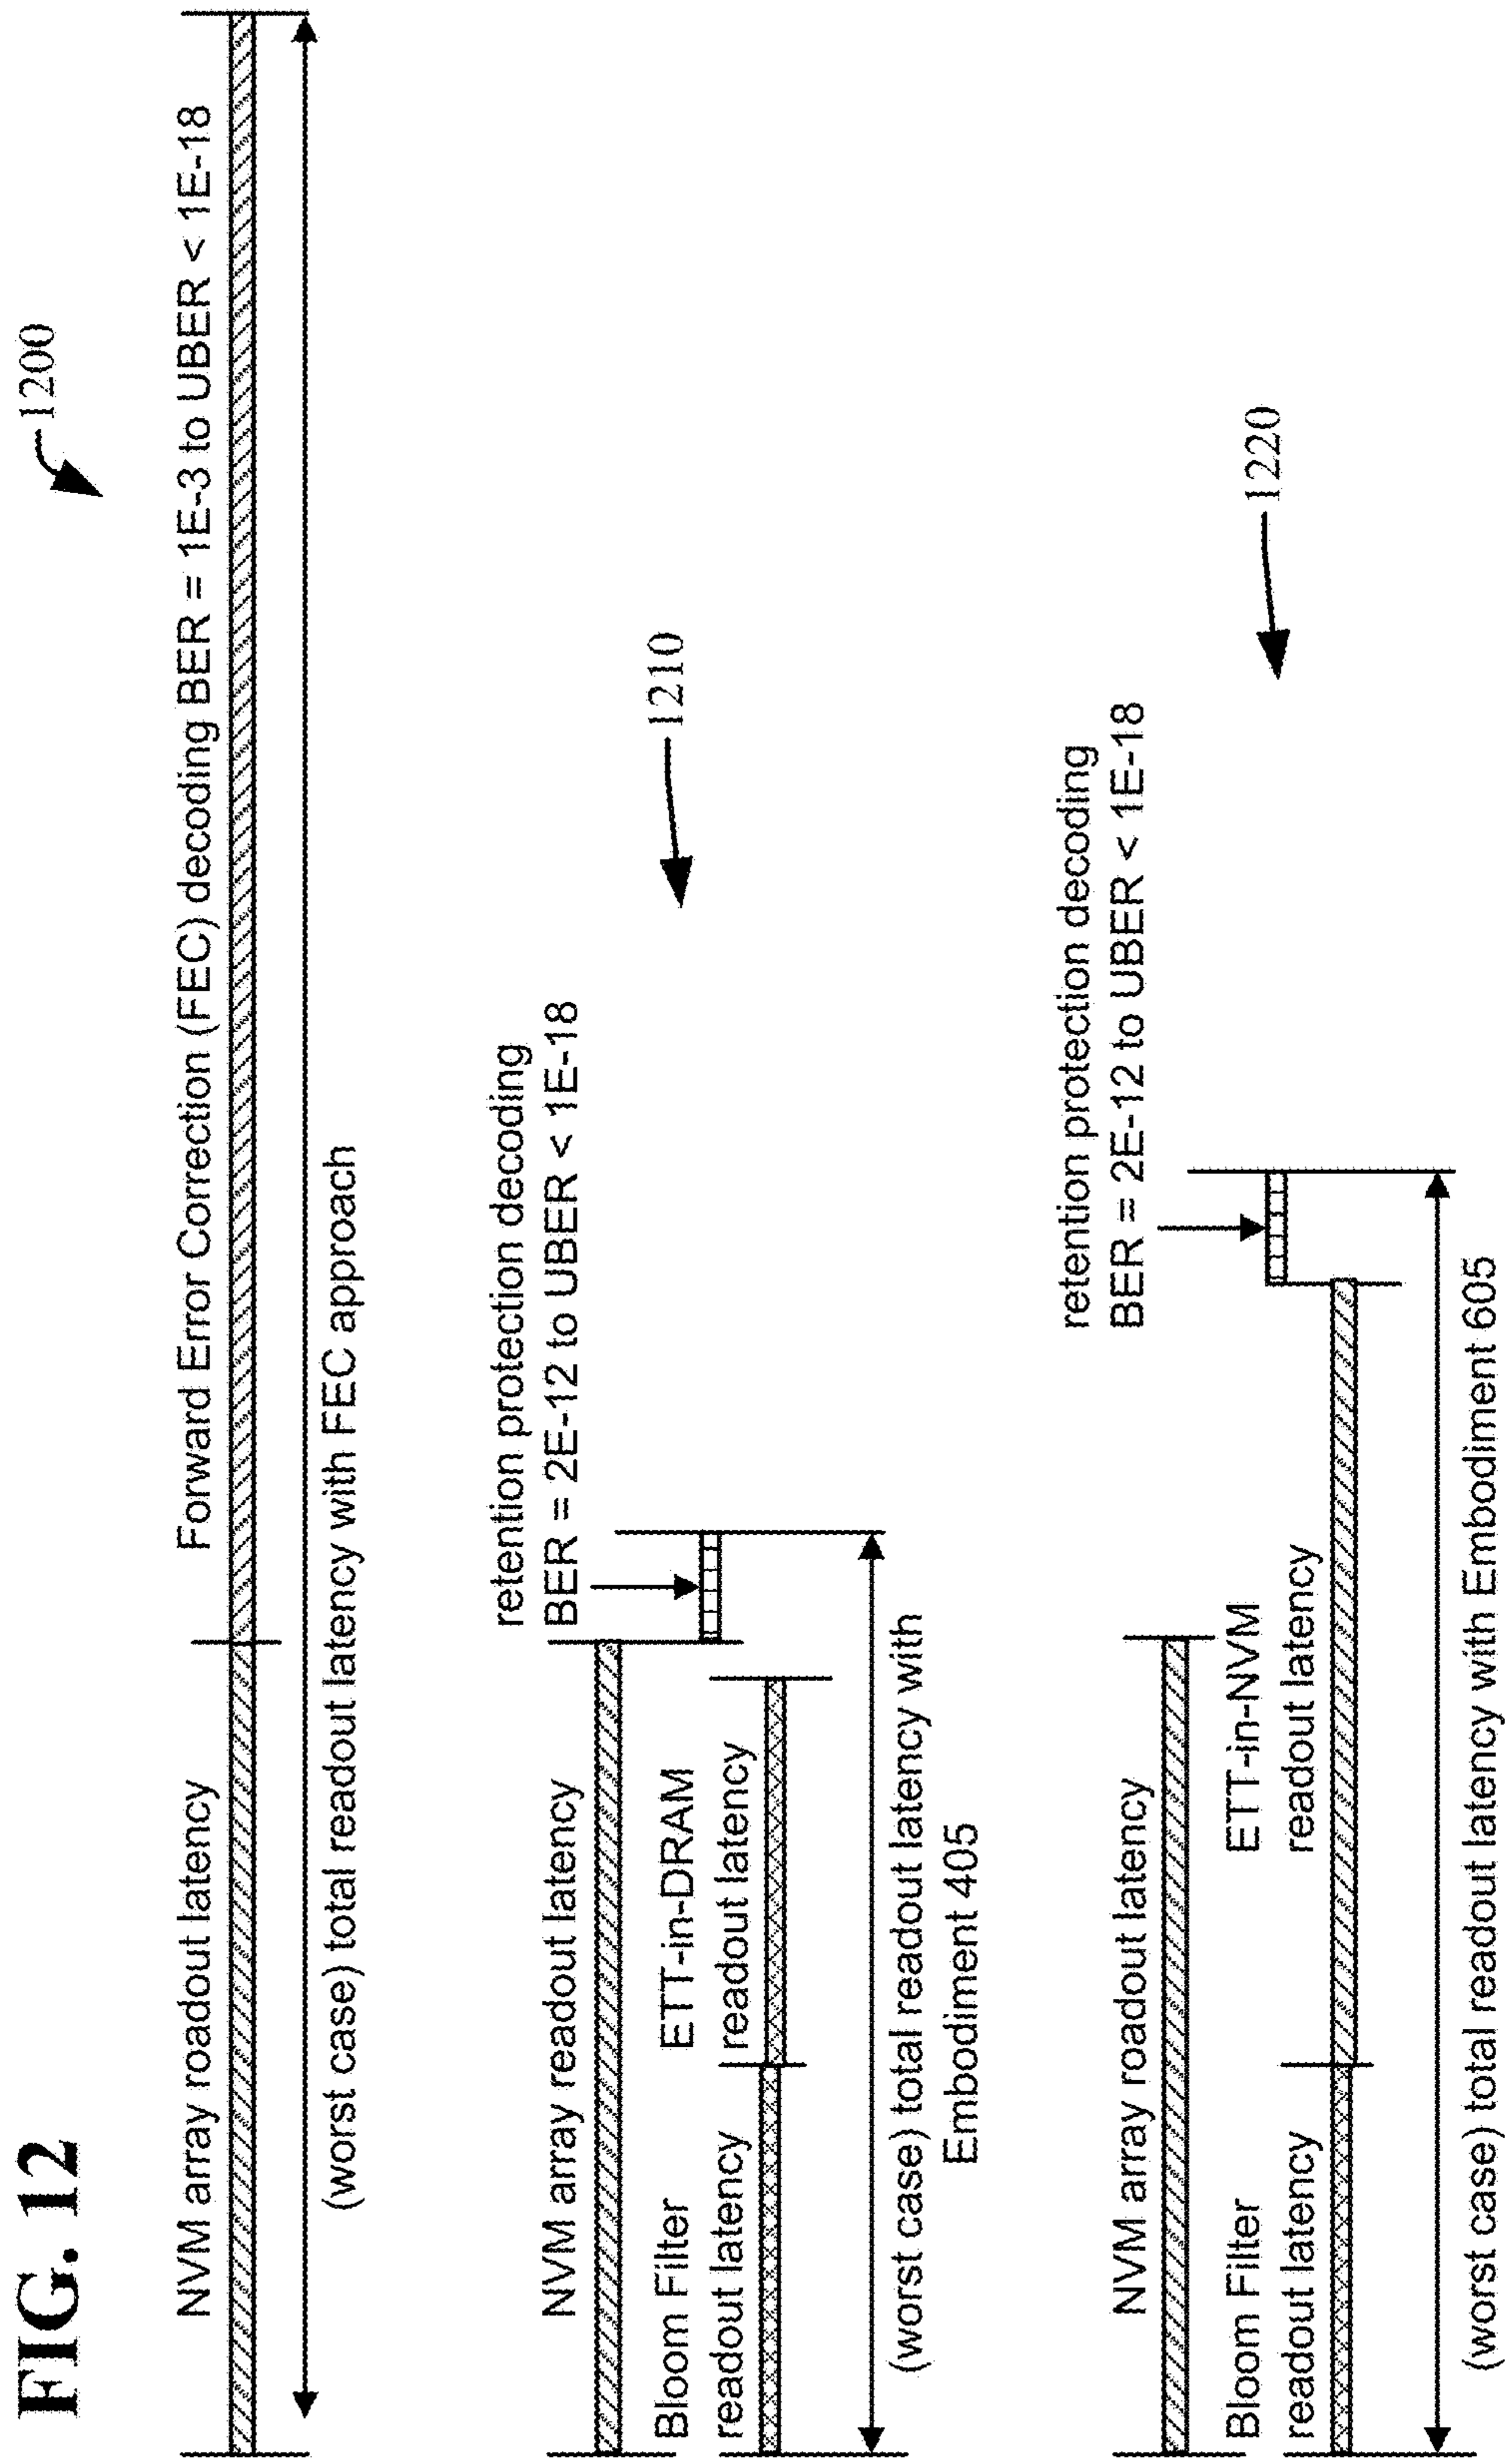 FIG. 12
1200
NVM array roadout latency
Forward Error Correction (FEC) decoding BER = 1E-3 to UBER < 1E-18
(worst case) total readout latency with FEC approach
1210
retention protection decoding
BER = 2E-12 to UBER < 1E-18
NVM array readout latency
Bloom Filter
readout latency
ETT-in-DRAM
readout latency
(worst case) total readout latency with
Embodiment 405
1220
retention protection decoding
BER = 2E-12 to UBER < 1E-18
NVM array roadout latency
Bloom Filter
readout latency
ETT-in-NVM
readout latency
(worst case) total readout latency with Embodiment 605